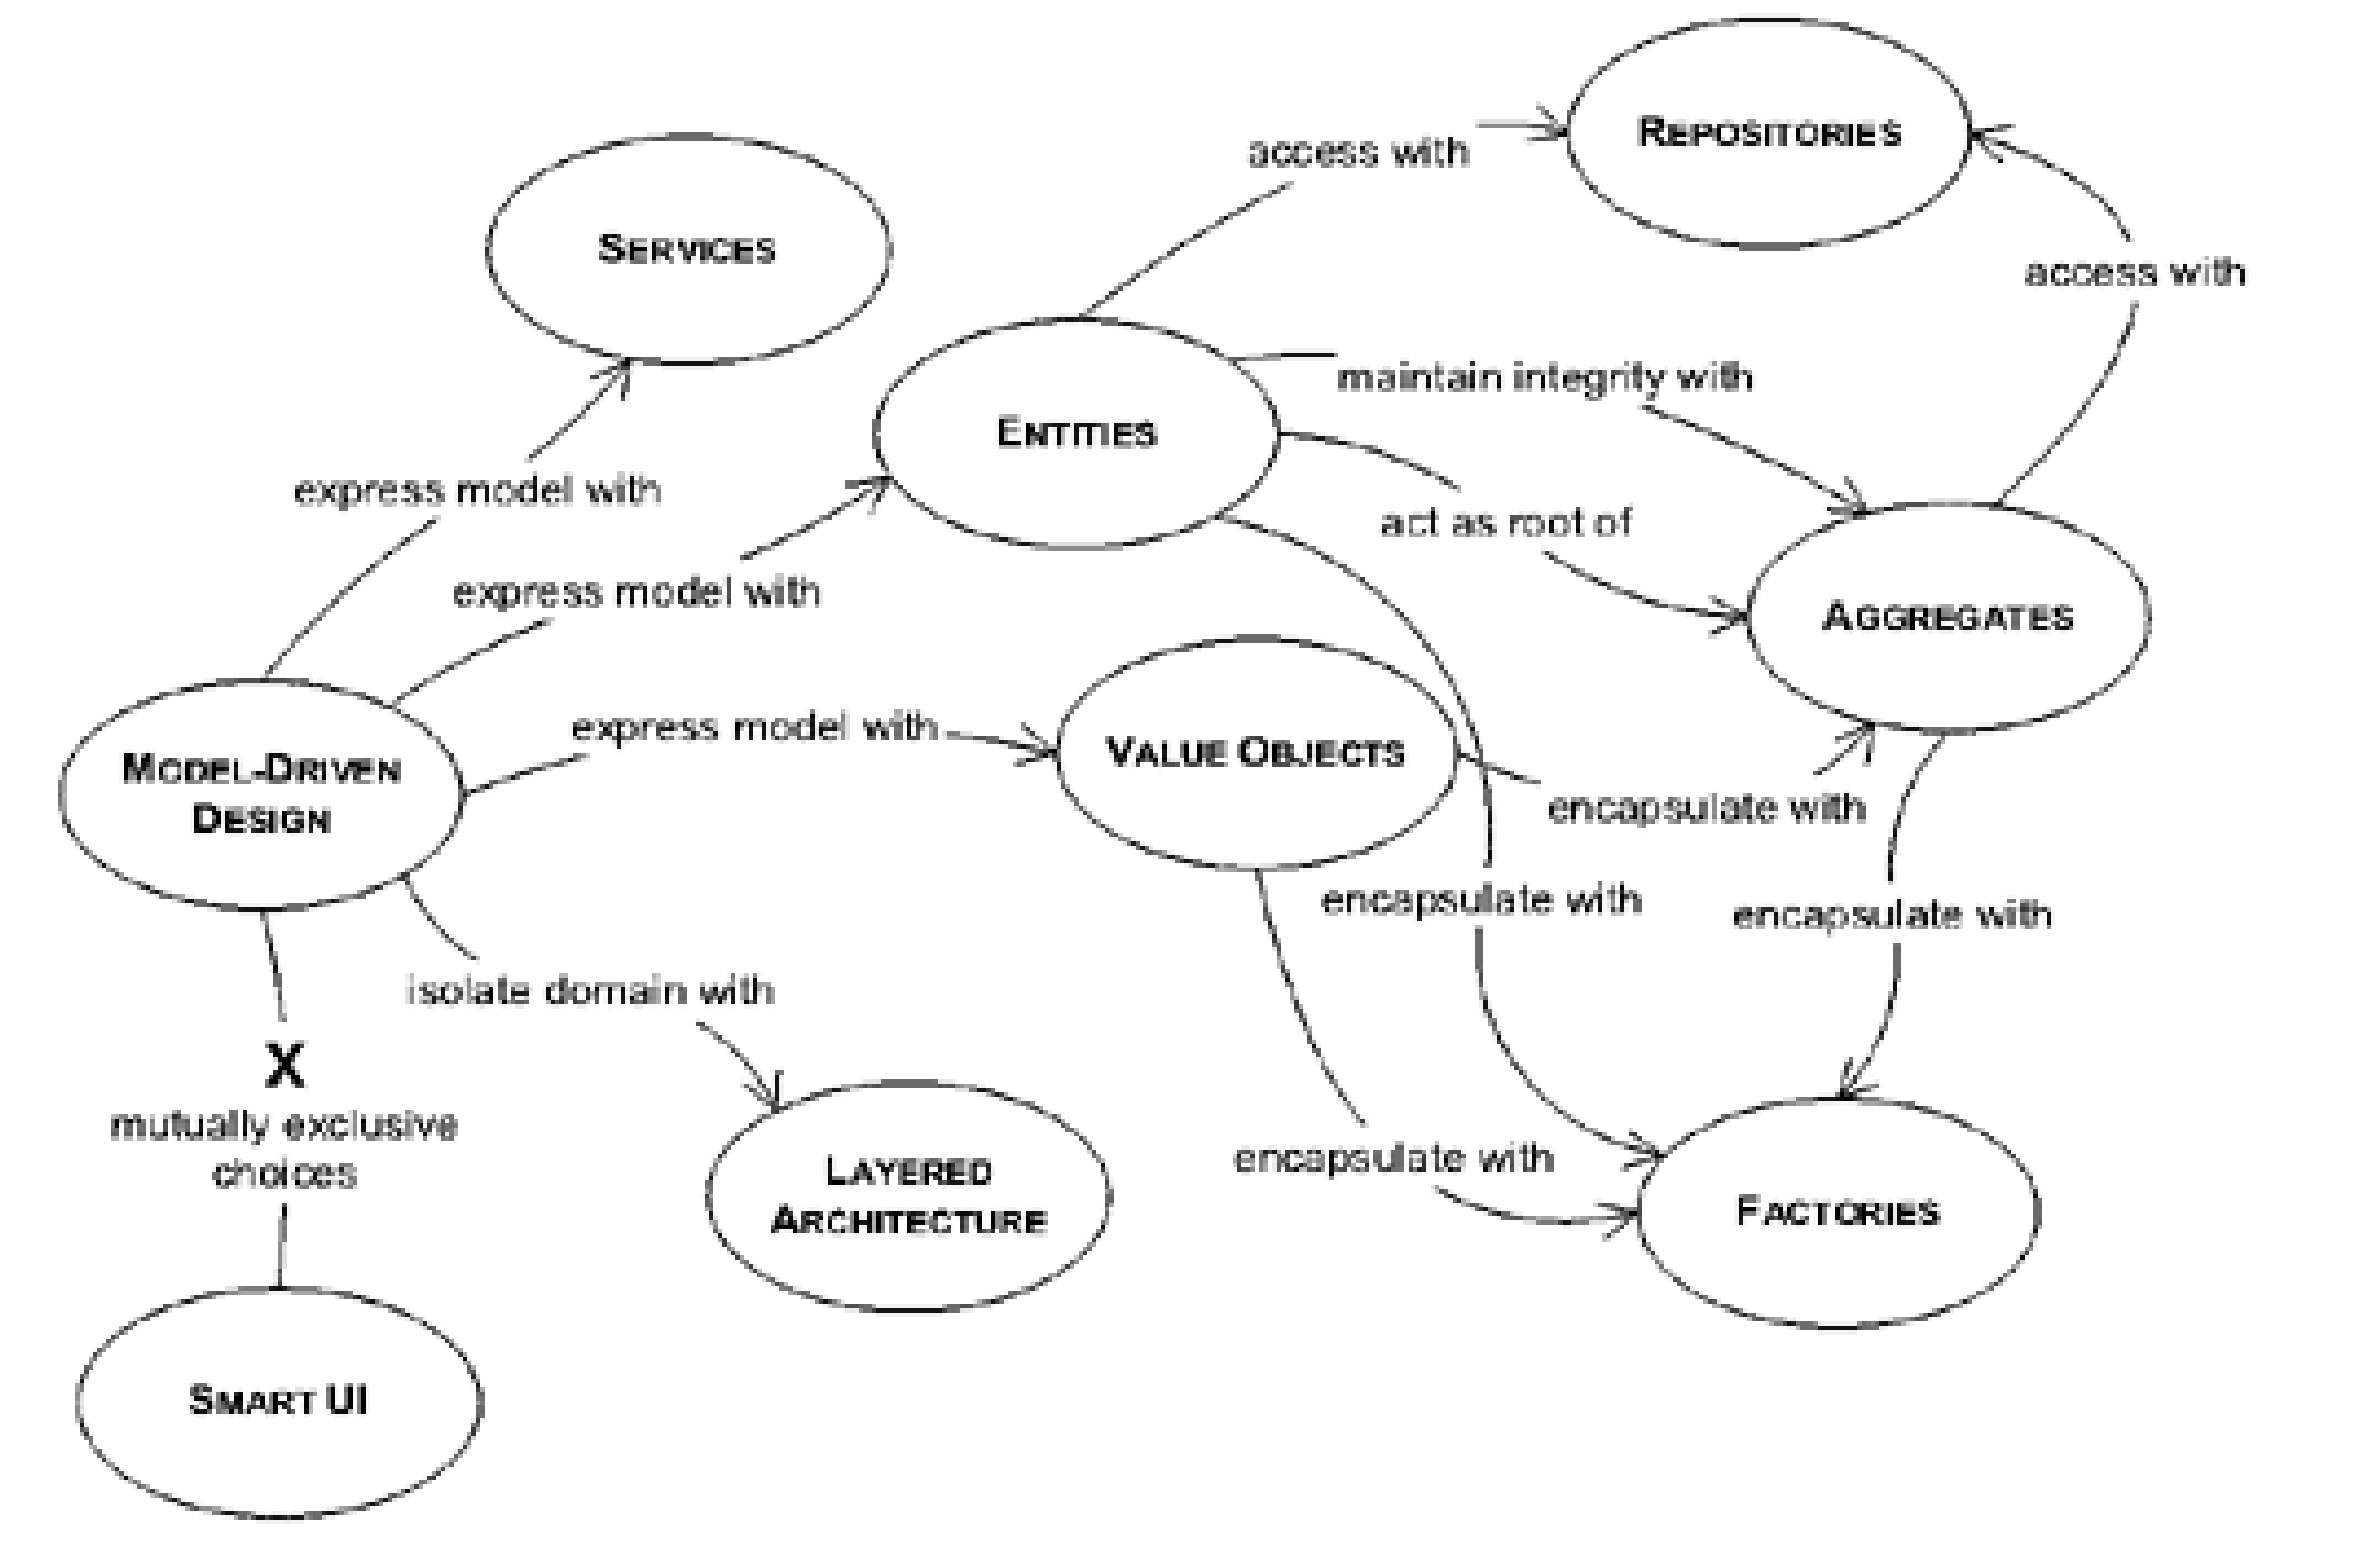 REPOSITORIES
access with
SERVICES
access with
maintain integrity with
ENTITIES
express model with
act as root of
express model with
AGGREGATES
express model with
VALUE OBJECTS
MODEL-DRIVEN
DESIGN
encapsulate with
encapsulate with
encapsulate with
isolate domain with
X
mutually exclusive
choices
encapsulate with
LAYERED
ARCHITECTURE
FACTORIES
SMART UI